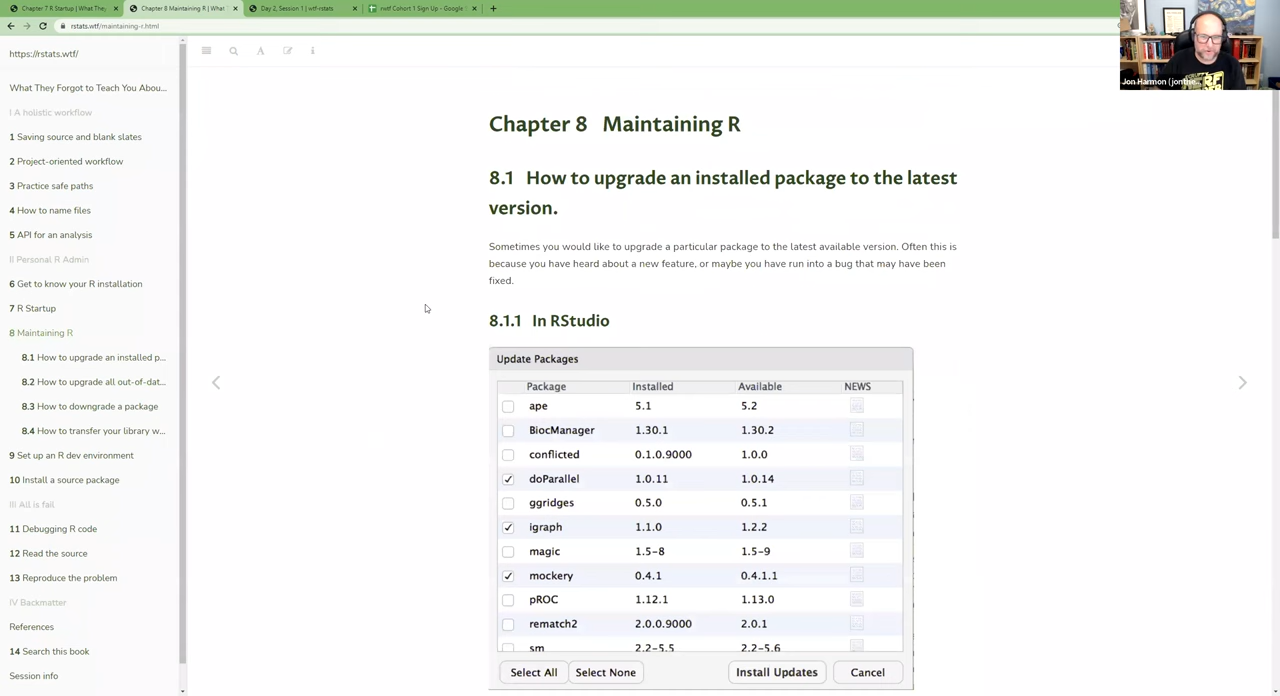 Chapter 7 R Startup | What They
Chapter 8 Maintaining R | What T
Day 2, Session 1 | wtf-rstats
rwtf Cohort 1 Sign Up - Google S
rstats.wtf/maintaining-r.html
https://rstats.wtf/
What They Forgot to Teach You Abou...
I A holistic workflow
1 Saving source and blank slates
2 Project-oriented workflow
3 Practice safe paths
4 How to name files
5 API for an analysis
II Personal R Admin
6 Get to know your R installation
7 R Startup
8 Maintaining R
8.1 How to upgrade an installed p...
8.2 How to upgrade all out-of-dat...
8.3 How to downgrade a package
8.4 How to transfer your library w...
9 Set up an R dev environment
10 Install a source package
III All is fail
11 Debugging R code
12 Read the source
13 Reproduce the problem
IV Backmatter
References
14 Search this book
Session info
Chapter 8 Maintaining R
8.1 How to upgrade an installed package to the latest
version.
Sometimes you would like to upgrade a particular package to the latest available version. Often this is
because you have heard about a new feature, or maybe you have run into a bug that may have been
fixed.
8.1.1 In RStudio
Update Packages
Package Installed Available NEWS
ape 5.1 5.2
BiocManager 1.30.1 1.30.2
conflicted 0.1.0.9000 1.0.0
doParallel 1.0.11 1.0.14
ggridges 0.5.0 0.5.1
igraph 1.1.0 1.2.2
magic 1.5-8 1.5-9
mockery 0.4.1 0.4.1.1
pROC 1.12.1 1.13.0
rematch2 2.0.0.9000 2.0.1
sm 2.2-5.5 2.2-5.6
Select All Select None Install Updates Cancel
Jon Harmon (jonthe...